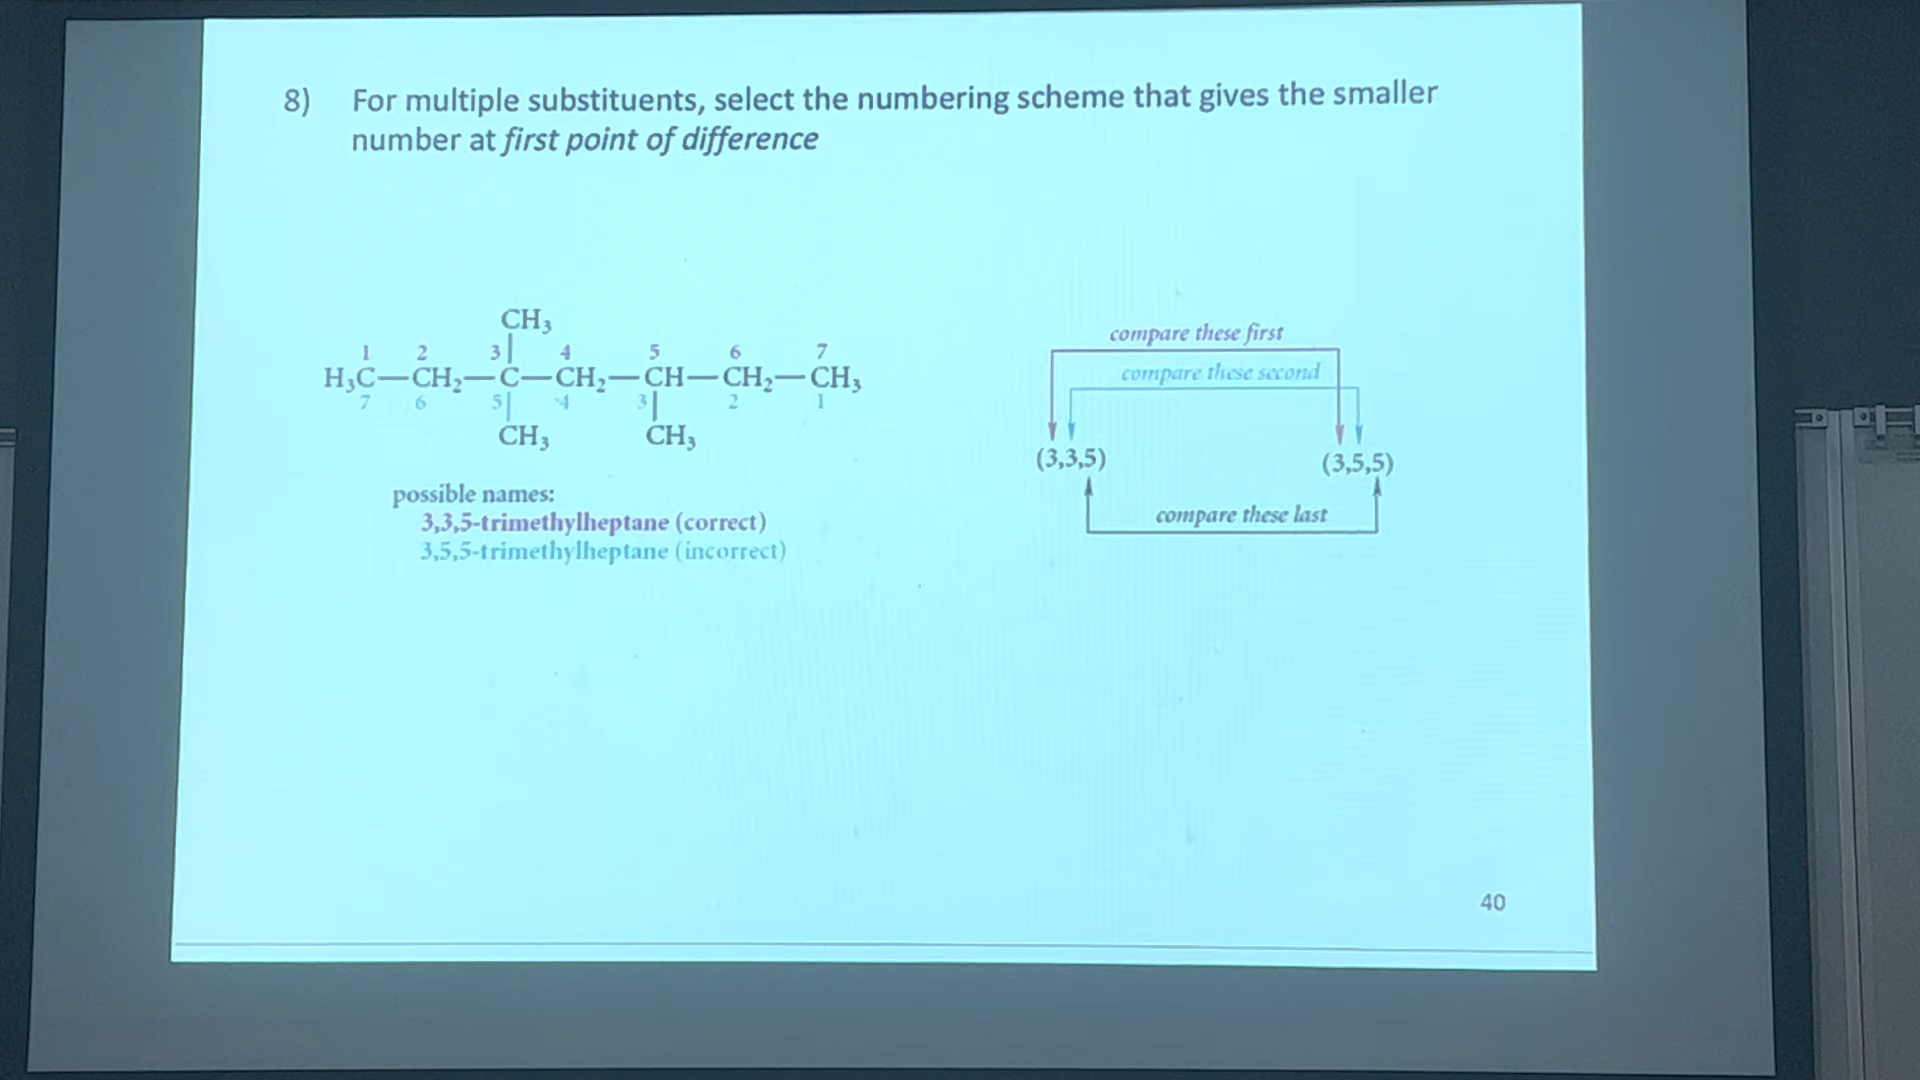 8) For multiple substituents, select the numbering scheme that gives the smaller
number at first point of difference
CH₃
1 2 3 4 5 6 7
H₃C—CH₂—C—CH₂—CH—CH₂—CH₃
7 6 5 4 3 2 1
CH₃ CH₃
possible names:
3,3,5-trimethylheptane (correct)
3,5,5-trimethylheptane (incorrect)
compare these first
compare these second
(3,3,5) (3,5,5)
compare these last
40